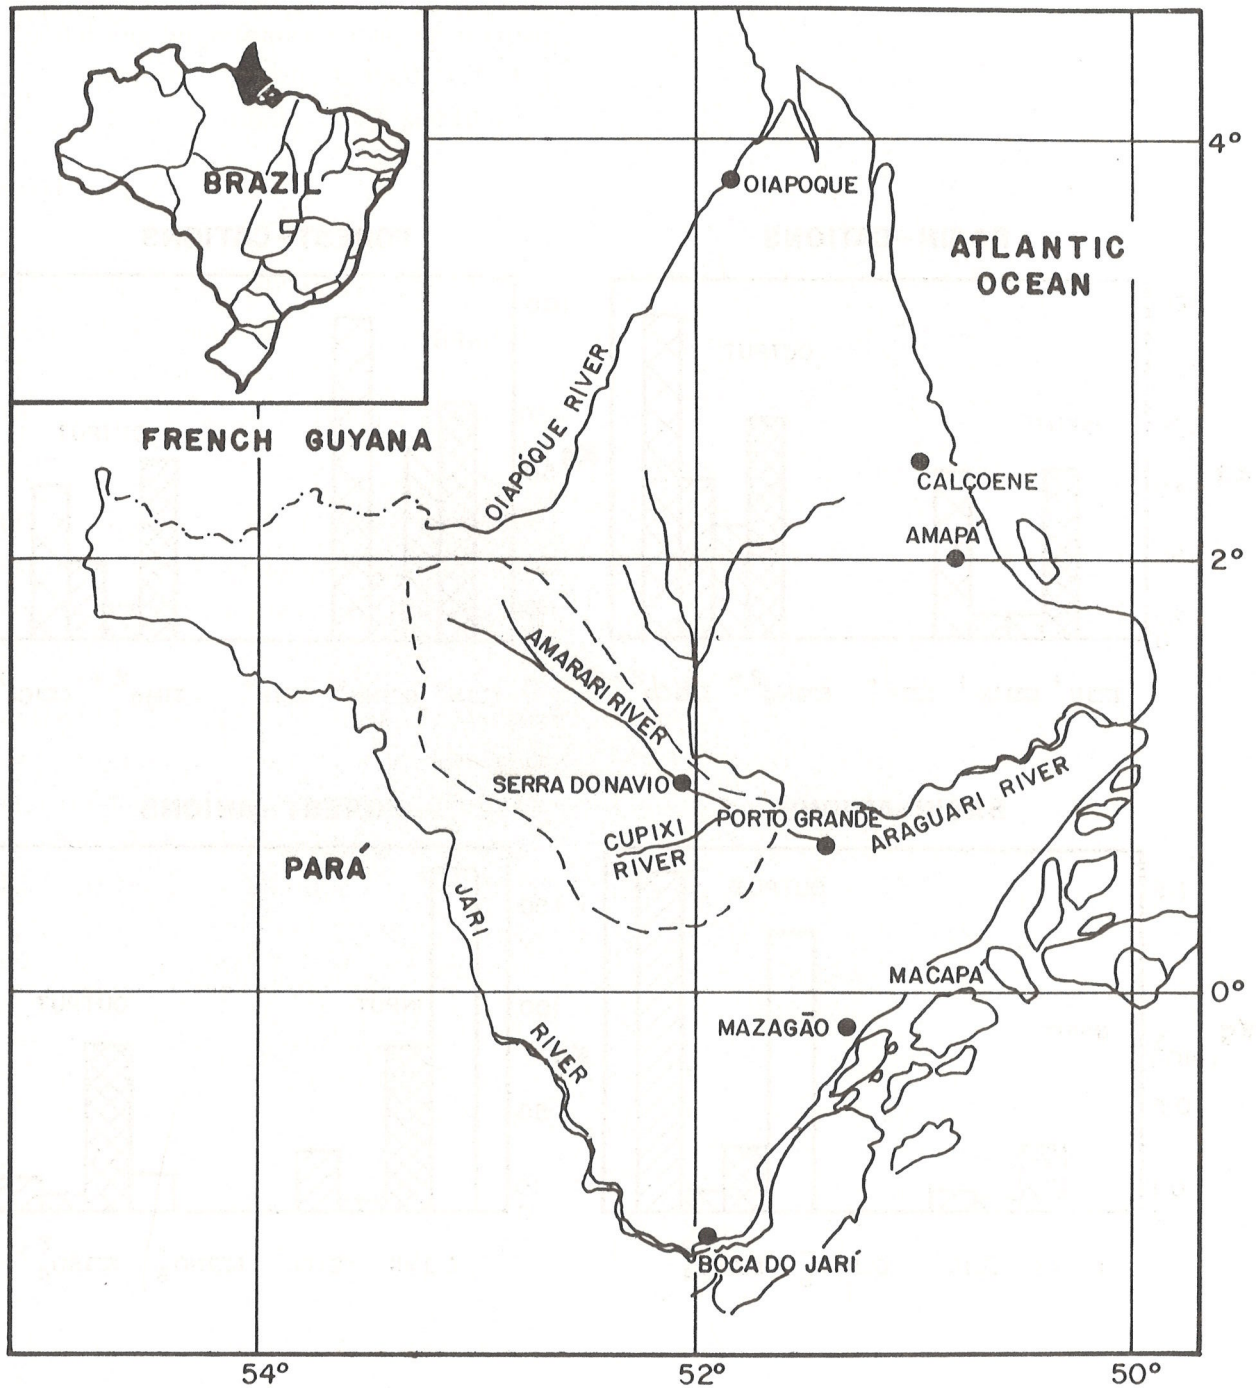 BRAZIL
4°
OIAPOQUE
ATLANTIC
OCEAN
OIAPÓQUE RIVER
FRENCH GUYANA
CALÇOENE
AMAPÁ
2°
AMARARI RIVER
SERRA DO NAVIO
PORTO GRANDE
ARAGUARI RIVER
CUPIXI
RIVER
PARÁ
JARI
RIVER
MACAPÁ
0°
MAZAGÃO
BOCA DO JARÍ
54°
52°
50°